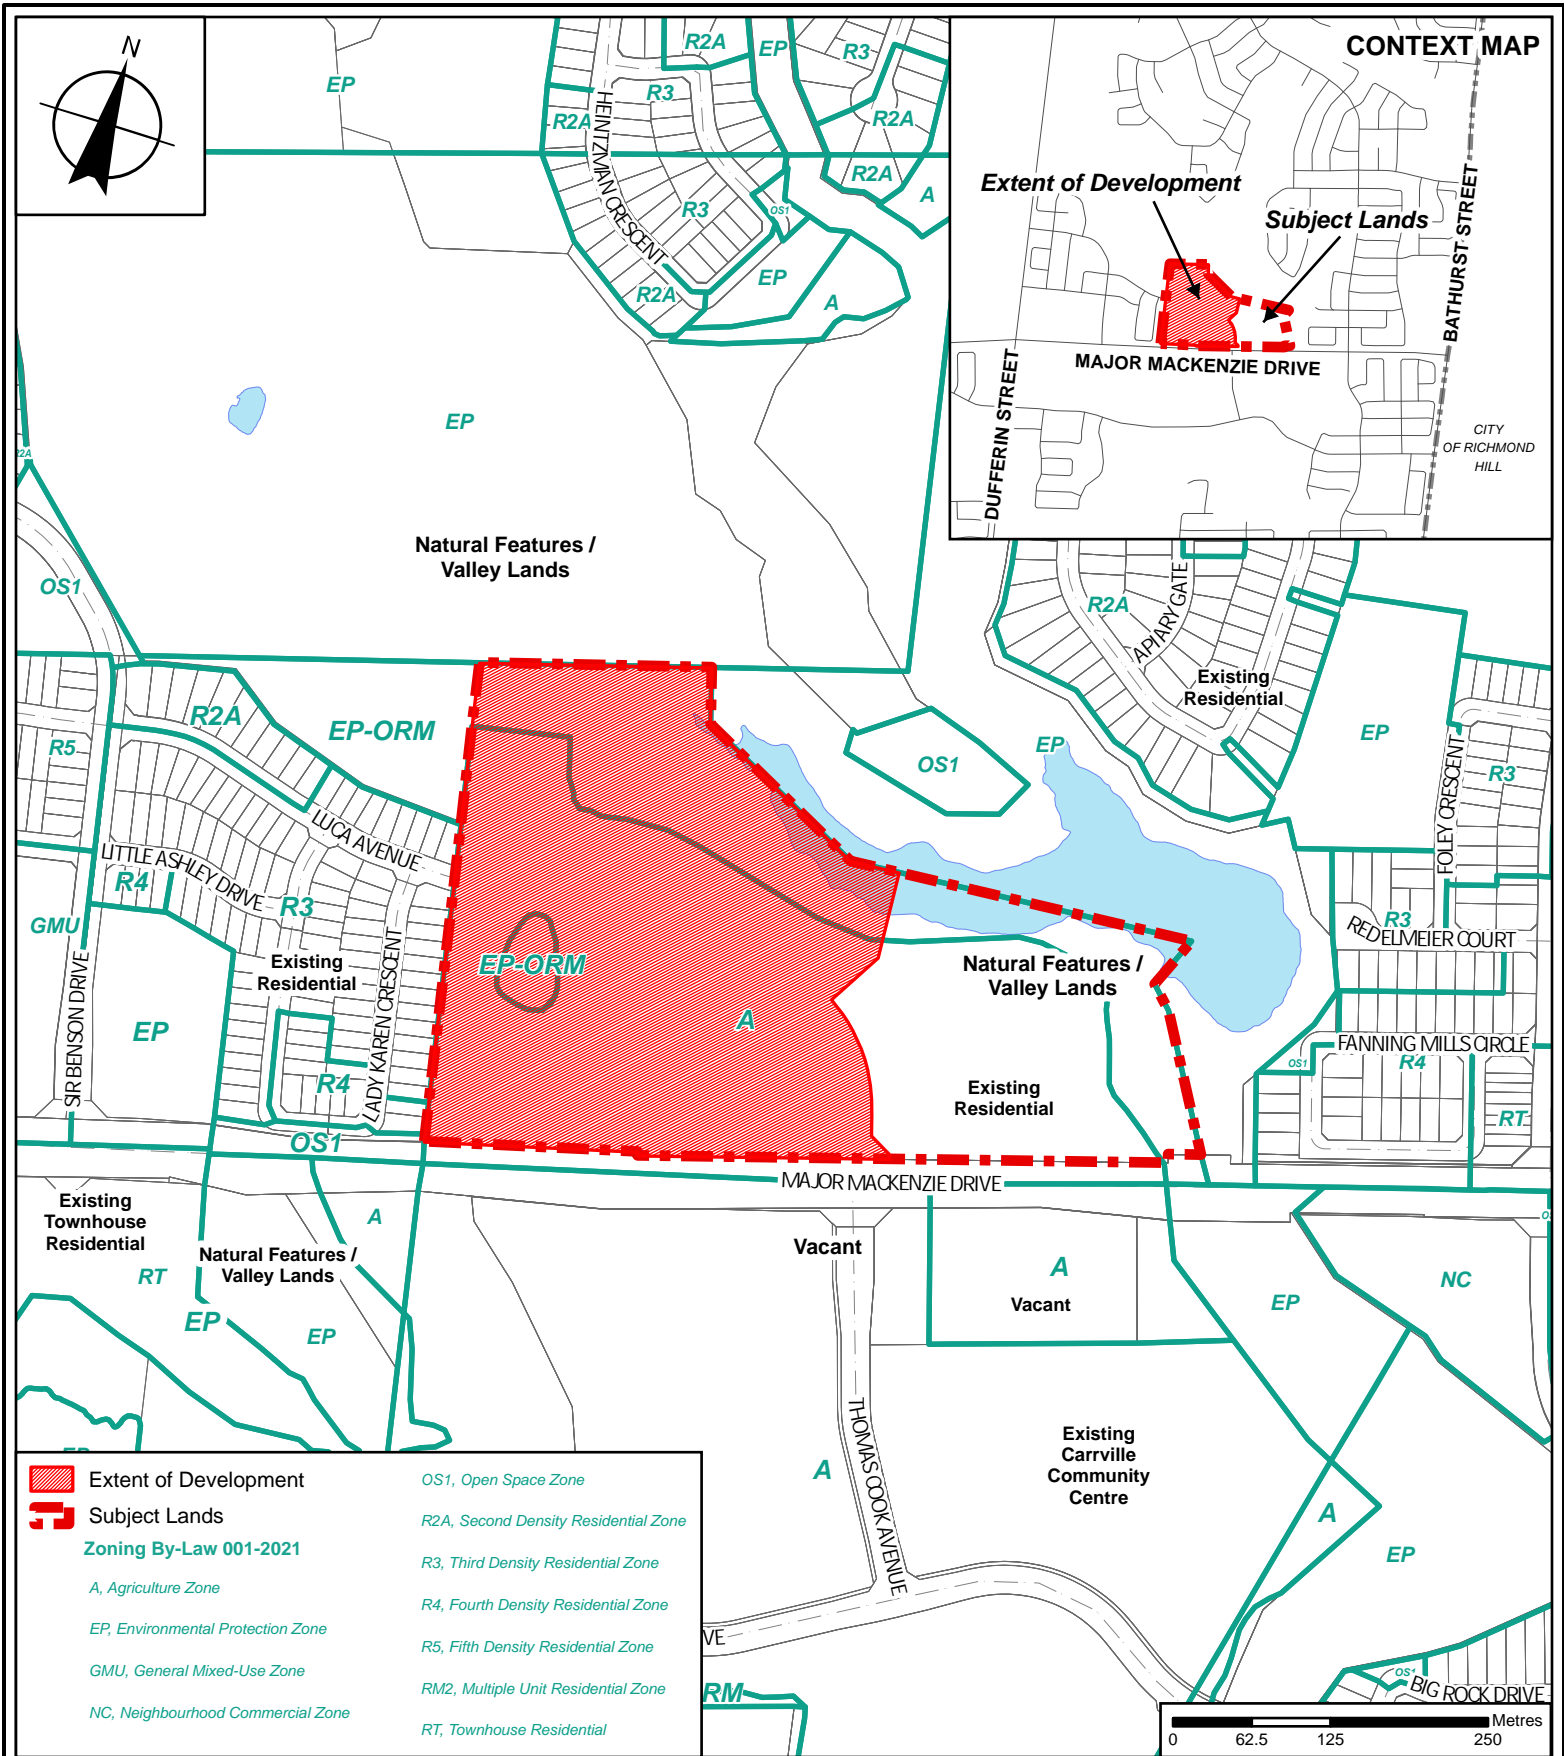 N
CONTEXT MAP
Extent of Development
Subject Lands
BATHURST STREET
MAJOR MACKENZIE DRIVE
DUFFERIN STREET
CITY
OF RICHMOND
HILL
EP
R2A
EP
R3
R3
R2A
R2A
HEINTZMAN CRESCENT
R2A
A
R3
OS1
EP
R2A
A
EP
Natural Features /
Valley Lands
OS1
R2A
APIARY GATE
Existing
Residential
R2A
EP-ORM
R5
EP
OS1
EP
R3
FOLEY CRESCENT
LUCA AVENUE
LITTLE ASHLEY DRIVE
R4
R3
GMU
R3
REDELMEIER COURT
Existing
Residential
EP-ORM
Natural Features /
Valley Lands
SIR BENSON DRIVE
LADY KAREN CRESCENT
EP
A
FANNING MILLS CIRCLE
OS1
R4
R4
Existing
Residential
RT
OS1
MAJOR MACKENZIE DRIVE
Existing
Townhouse
Residential
A
Natural Features /
Valley Lands
Vacant
RT
A
Vacant
EP
NC
EP
EP
THOMAS COOK AVENUE
Existing
Carrville
Community
Centre
A
A
EP
VE
RM
OS1
BIG ROCK DRIVE
Extent of Development
Subject Lands
Zoning By-Law 001-2021
A, Agriculture Zone
EP, Environmental Protection Zone
GMU, General Mixed-Use Zone
NC, Neighbourhood Commercial Zone
OS1, Open Space Zone
R2A, Second Density Residential Zone
R3, Third Density Residential Zone
R4, Fourth Density Residential Zone
R5, Fifth Density Residential Zone
RM2, Multiple Unit Residential Zone
RT, Townhouse Residential
Metres
0 62.5 125 250